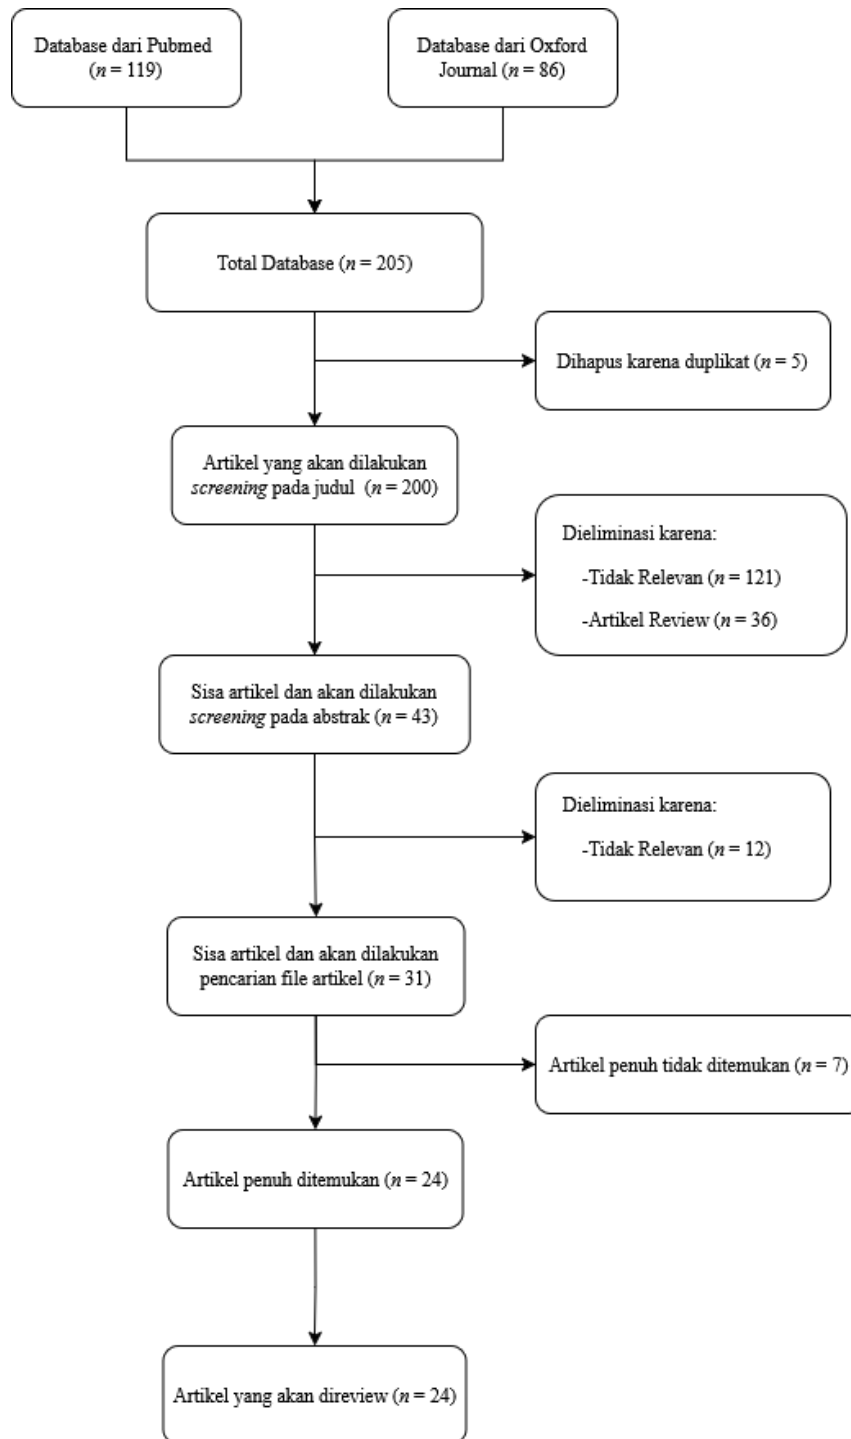 Database dari Pubmed
(n = 119)
Database dari Oxford
Journal (n = 86)
Total Database (n = 205)
Dihapus karena duplikat (n = 5)
Artikel yang akan dilakukan
screening pada judul (n = 200)
Dieliminasi karena:
-Tidak Relevan (n = 121)
-Artikel Review (n = 36)
Sisa artikel dan akan dilakukan
screening pada abstrak (n = 43)
Dieliminasi karena:
-Tidak Relevan (n = 12)
Sisa artikel dan akan dilakukan
pencarian file artikel (n = 31)
Artikel penuh tidak ditemukan (n = 7)
Artikel penuh ditemukan (n = 24)
Artikel yang akan direview (n = 24)